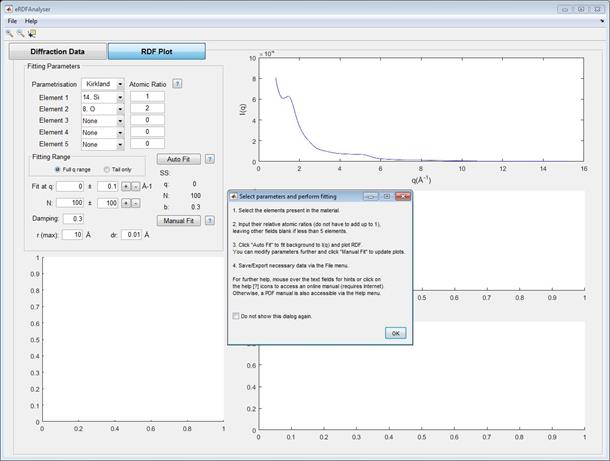 eRDFAnalyser
File Help
Diffraction Data RDF Plot
Fitting Parameters
Parametrisation Kirkland Atomic Ratio ?
Element 1 14. Si 1
Element 2 8. O 2
Element 3 None 0
Element 4 None 0
Element 5 None 0
Fitting Range
Full q range Tail only
Auto Fit ?
SS:
Fit at q: 0 ± 0.1 + - Å-1 q: 0
N: 100 ± 100 + - N: 100
b: 0.3
Damping: 0.3 Manual Fit ?
r (max): 10 Å dr: 0.01 Å
10 × 10⁻⁴
8
6
4
2
0
I(q)
0 2 4 6 8 10 12 14 16
q(Å⁻¹)
Select parameters and perform fitting
1. Select the elements present in the material.
2. Input their relative atomic ratios (do not have to add up to 1),
leaving other fields blank if less than 5 elements.
3. Click "Auto Fit" to fit background to I(q) and plot RDF.
You can modify parameters further and click "Manual Fit" to update plots.
4. Save/Export necessary data via the File menu.
For further help, mouse over the text fields for hints or click on
the help [?] icons to access an online manual (requires Internet).
Otherwise, a PDF manual is also accessible via the Help menu.
Do not show this dialog again.
OK
0.7 0.8 0.9 1
1
0.9
0.8
0.7
0.6
0.5
0.4
0.3
0.2
0.1
0
0 0.2 0.4 0.6 0.8 1
0.8
0.6
0.4
0.2
0
0 0.1 0.2 0.3 0.4 0.5 0.6 0.7 0.8 0.9 1